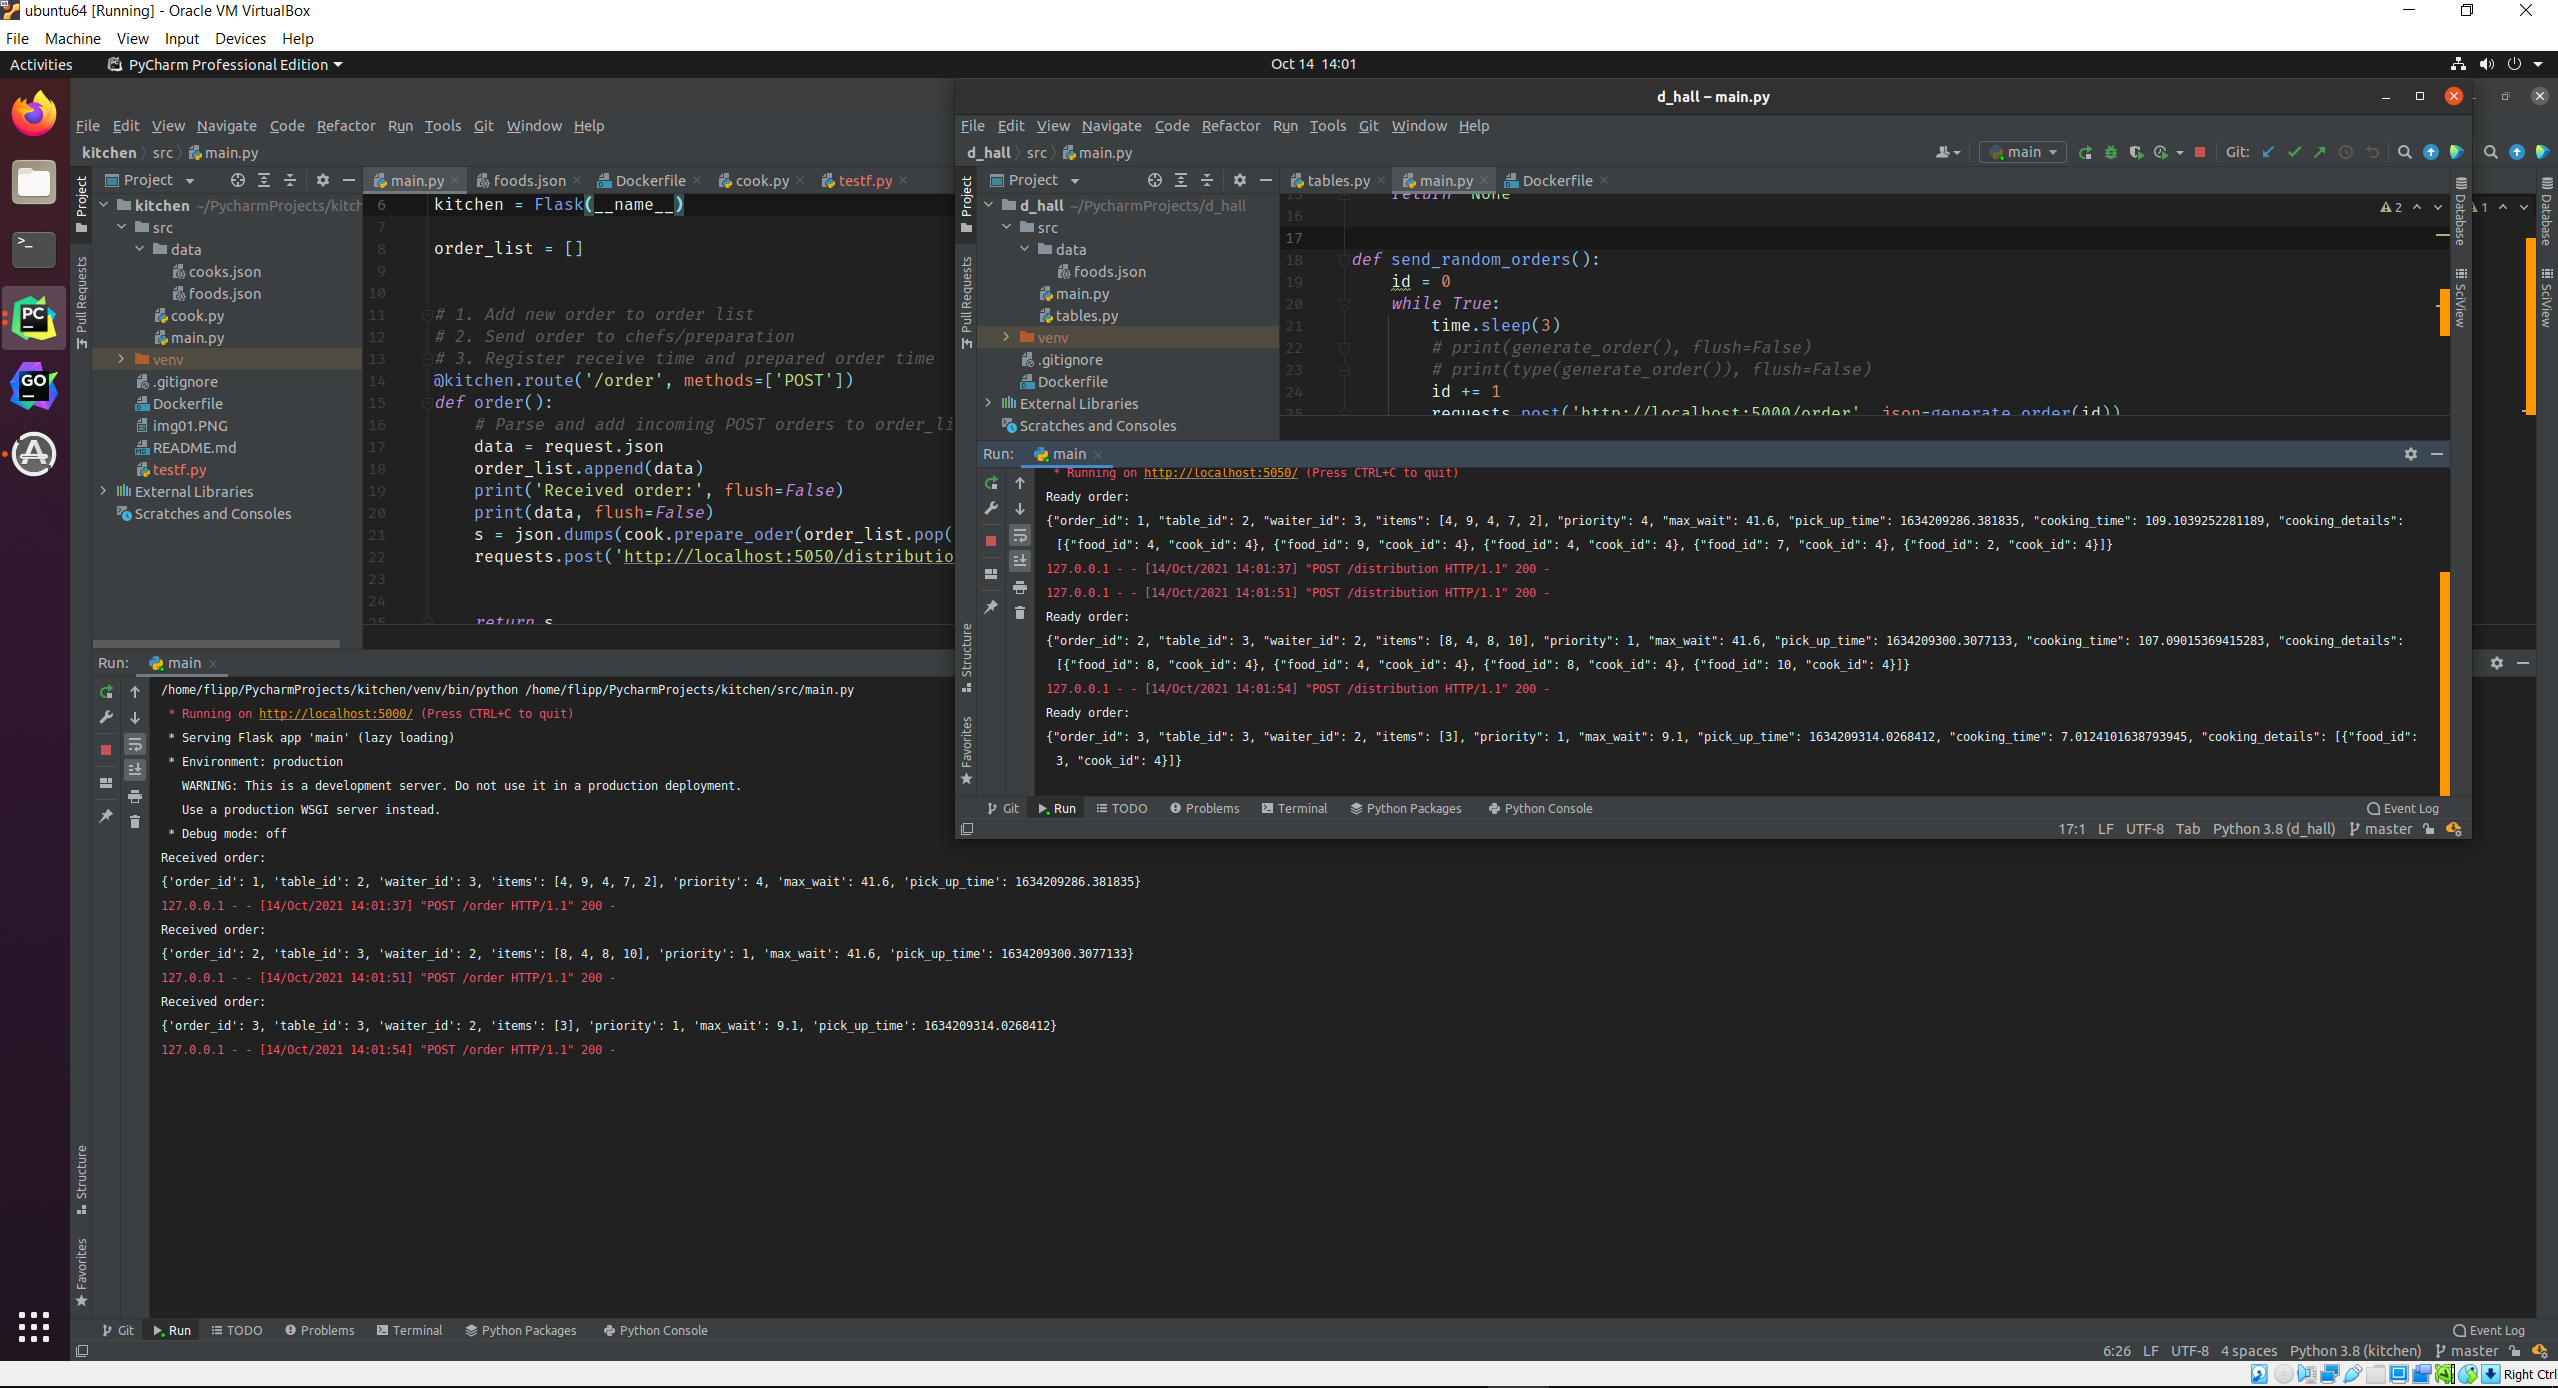 ubuntu64 [Running] - Oracle VM VirtualBox
File Machine View Input Devices Help
Activities PyCharm Professional Edition Oct 14 14:01
File Edit View Navigate Code Refactor Run Tools Git Window Help
kitchen src main.py
Project
main.py foods.json Dockerfile cook.py testf.py
kitchen ~/PycharmProjects/kitch
src
data
cooks.json
foods.json
cook.py
main.py
venv
.gitignore
Dockerfile
img01.PNG
README.md
testf.py
External Libraries
Scratches and Consoles
Project
Pull Requests
Structure
Favorites
6 kitchen = Flask(__name__)
7
8 order_list = []
9
10
11 # 1. Add new order to order list
12 # 2. Send order to chefs/preparation
13 # 3. Register receive time and prepared order time
14 @kitchen.route('/order', methods=['POST'])
15 def order():
16 # Parse and add incoming POST orders to order_li
17 data = request.json
18 order_list.append(data)
19 print('Received order:', flush=False)
20 print(data, flush=False)
21 s = json.dumps(cook.prepare_oder(order_list.pop(
22 requests.post('http://localhost:5050/distributio
23
24
25 return s
Run: main
/home/flipp/PycharmProjects/kitchen/venv/bin/python /home/flipp/PycharmProjects/kitchen/src/main.py
* Running on http://localhost:5000/ (Press CTRL+C to quit)
* Serving Flask app 'main' (lazy loading)
* Environment: production
WARNING: This is a development server. Do not use it in a production deployment.
Use a production WSGI server instead.
* Debug mode: off
Received order:
{'order_id': 1, 'table_id': 2, 'waiter_id': 3, 'items': [4, 9, 4, 7, 2], 'priority': 4, 'max_wait': 41.6, 'pick_up_time': 1634209286.381835}
127.0.0.1 - - [14/Oct/2021 14:01:37] "POST /order HTTP/1.1" 200 -
Received order:
{'order_id': 2, 'table_id': 3, 'waiter_id': 2, 'items': [8, 4, 8, 10], 'priority': 1, 'max_wait': 41.6, 'pick_up_time': 1634209300.3077133}
127.0.0.1 - - [14/Oct/2021 14:01:51] "POST /order HTTP/1.1" 200 -
Received order:
{'order_id': 3, 'table_id': 3, 'waiter_id': 2, 'items': [3], 'priority': 1, 'max_wait': 9.1, 'pick_up_time': 1634209314.0268412}
127.0.0.1 - - [14/Oct/2021 14:01:54] "POST /order HTTP/1.1" 200 -
Git Run TODO Problems Terminal Python Packages Python Console Event Log
6:26 LF UTF-8 4 spaces Python 3.8 (kitchen) master
d_hall – main.py
File Edit View Navigate Code Refactor Run Tools Git Window Help
d_hall src main.py main Git:
Project
tables.py main.py Dockerfile
d_hall ~/PycharmProjects/d_hall
src
data
foods.json
main.py
tables.py
venv
.gitignore
Dockerfile
External Libraries
Scratches and Consoles
Project
Pull Requests
Structure
Favorites
15 return 'None'
16
17
18 def send_random_orders():
19 id = 0
20 while True:
21 time.sleep(3)
22 # print(generate_order(), flush=False)
23 # print(type(generate_order()), flush=False)
24 id += 1
25 requests.post('http://localhost:5000/order', json=generate_order(id))
2
1
Database
SciView
Database
SciView
Run: main
* Running on http://localhost:5050/ (Press CTRL+C to quit)
Ready order:
{"order_id": 1, "table_id": 2, "waiter_id": 3, "items": [4, 9, 4, 7, 2], "priority": 4, "max_wait": 41.6, "pick_up_time": 1634209286.381835, "cooking_time": 109.1039252281189, "cooking_details":
[{"food_id": 4, "cook_id": 4}, {"food_id": 9, "cook_id": 4}, {"food_id": 4, "cook_id": 4}, {"food_id": 7, "cook_id": 4}, {"food_id": 2, "cook_id": 4}]}
127.0.0.1 - - [14/Oct/2021 14:01:37] "POST /distribution HTTP/1.1" 200 -
127.0.0.1 - - [14/Oct/2021 14:01:51] "POST /distribution HTTP/1.1" 200 -
Ready order:
{"order_id": 2, "table_id": 3, "waiter_id": 2, "items": [8, 4, 8, 10], "priority": 1, "max_wait": 41.6, "pick_up_time": 1634209300.3077133, "cooking_time": 107.09015369415283, "cooking_details":
[{"food_id": 8, "cook_id": 4}, {"food_id": 4, "cook_id": 4}, {"food_id": 8, "cook_id": 4}, {"food_id": 10, "cook_id": 4}]}
127.0.0.1 - - [14/Oct/2021 14:01:54] "POST /distribution HTTP/1.1" 200 -
Ready order:
{"order_id": 3, "table_id": 3, "waiter_id": 2, "items": [3], "priority": 1, "max_wait": 9.1, "pick_up_time": 1634209314.0268412, "cooking_time": 7.0124101638793945, "cooking_details": [{"food_id":
3, "cook_id": 4}]}
Git Run TODO Problems Terminal Python Packages Python Console Event Log
17:1 LF UTF-8 Tab Python 3.8 (d_hall) master
Right Ctrl